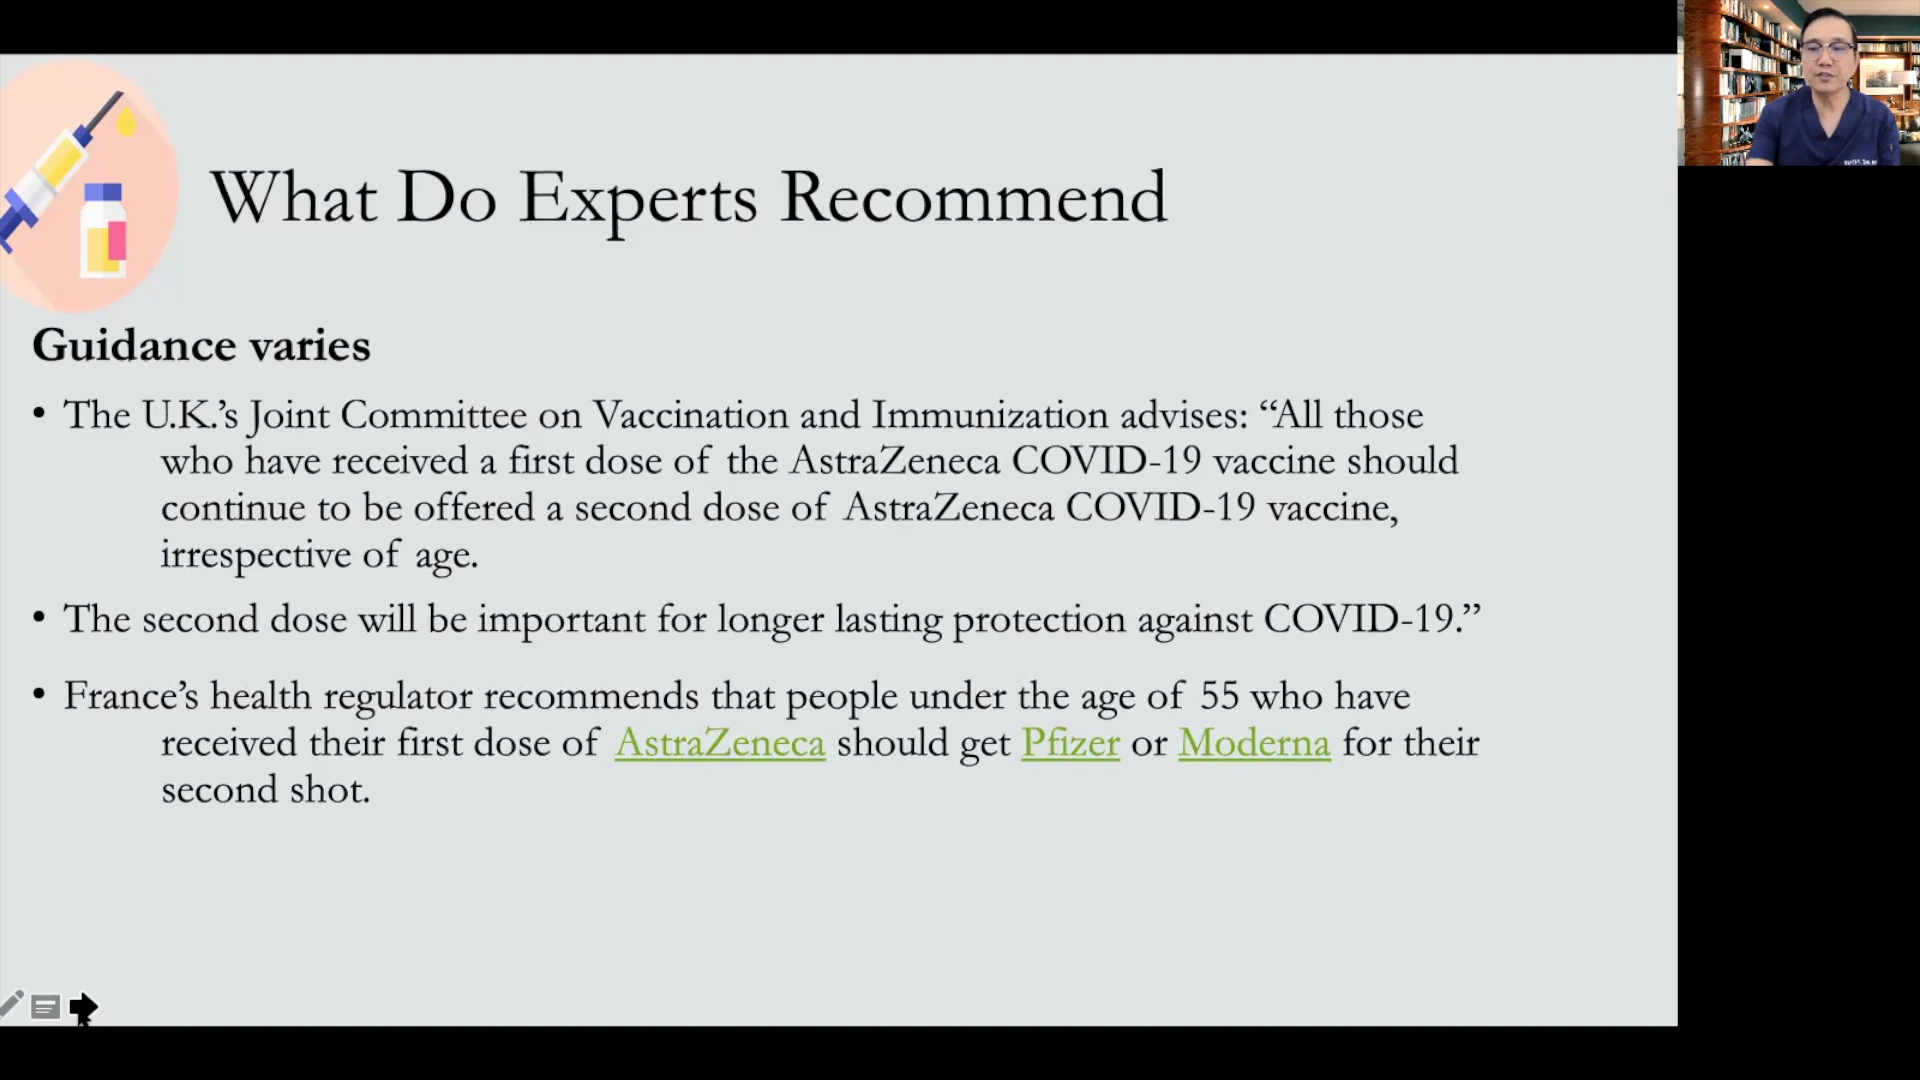 What Do Experts Recommend
Guidance varies
• The U.K.’s Joint Committee on Vaccination and Immunization advises: “All those
who have received a first dose of the AstraZeneca COVID-19 vaccine should
continue to be offered a second dose of AstraZeneca COVID-19 vaccine,
irrespective of age.
• The second dose will be important for longer lasting protection against COVID-19.”
• France’s health regulator recommends that people under the age of 55 who have
received their first dose of AstraZeneca should get Pfizer or Moderna for their
second shot.